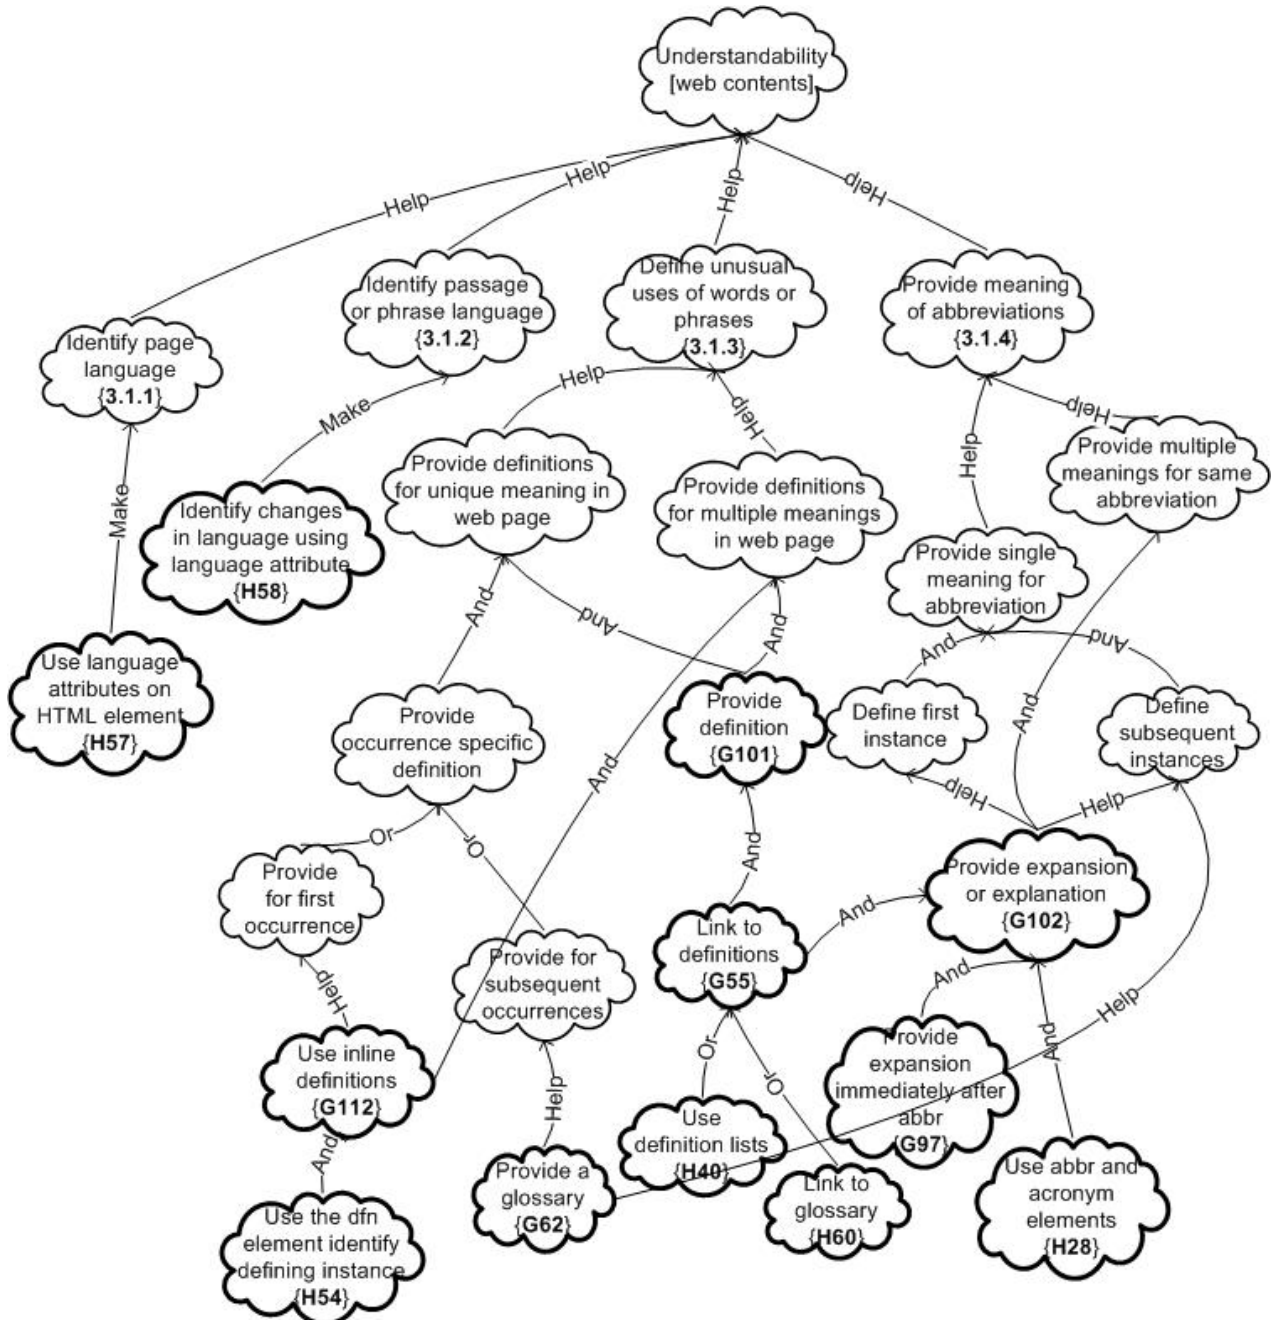 Understandability
[web contents]
Help
Help
Help
Help
Identify page
language
{3.1.1}
Identify passage
or phrase language
{3.1.2}
Define unusual
uses of words or
phrases
{3.1.3}
Provide meaning
of abbreviations
{3.1.4}
Make
Make
Help
Help
Help
Help
Identify changes
in language using
language attribute
{H58}
Provide definitions
for unique meaning in
web page
Provide definitions
for multiple meanings
in web page
Provide multiple
meanings for same
abbreviation
Provide single
meaning for
abbreviation
Use language
attributes on
HTML element
{H57}
And
And
And
And
And
And
And
Provide
occurrence specific
definition
Provide
definition
{G101}
Define first
instance
Define
subsequent
instances
Or
Or
And
Help
Help
Provide
for first
occurrence
Provide for
subsequent
occurrences
Link to
definitions
{G55}
And
Provide expansion
or explanation
{G102}
Help
Help
Or
Or
And
And
Help
Use inline
definitions
{G112}
Provide
expansion
immediately after
abbr
{G97}
And
Provide a
glossary
{G62}
Use
definition lists
{H40}
Link to
glossary
{H60}
Use abbr and
acronym
elements
{H28}
Use the dfn
element identify
defining instance
{H54}